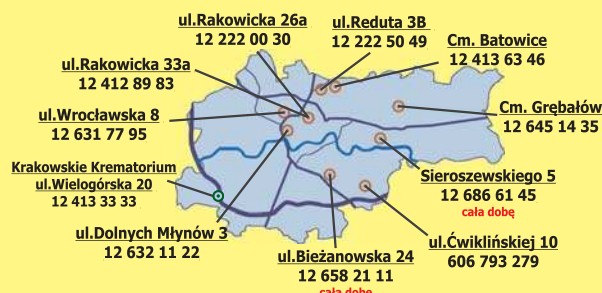 ul.Rakowicka 26a
12 222 00 30
ul.Reduta 3B
12 222 50 49
Cm. Batowice
12 413 63 46
ul.Rakowicka 33a
12 412 89 83
Cm. Grębałów
12 645 14 35
ul.Wrocławska 8
12 631 77 95
Krakowskie Krematorium
ul.Wielogórska 20
12 413 33 33
Sieroszewskiego 5
12 686 61 45
cała dobę
ul.Dolnych Młynów 3
12 632 11 22
ul.Bieżanowska 24
12 658 21 11
cała dobę
ul.Ćwiklińskiej 10
606 793 279